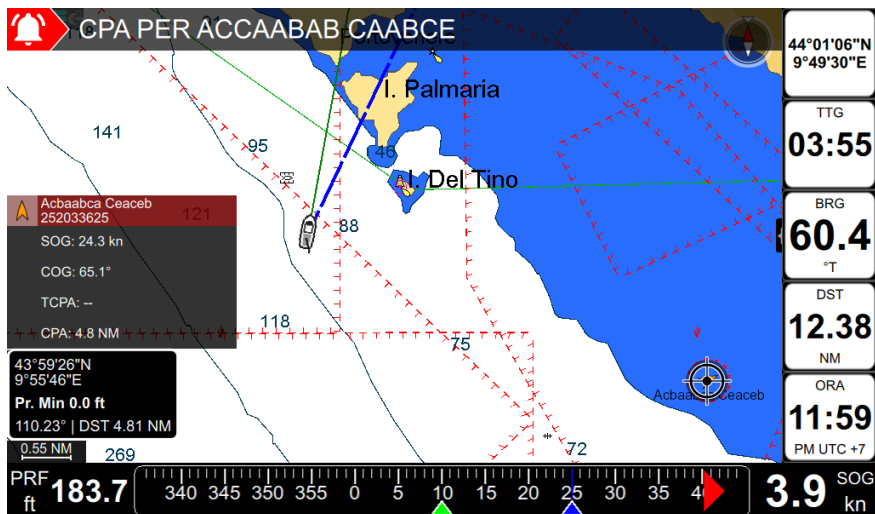 CPA PER ACCAABAB CAABCE
I. Palmaria
46
I. Del Tino
141
95
121
88
118
75
269
72
Acbaabca Ceaceb
252033625
SOG: 24.3 kn
COG: 65.1°
TCPA: --
CPA: 4.8 NM
43°59'26"N
9°55'46"E
Pr. Min 0.0 ft
110.23° | DST 4.81 NM
0.55 NM
44°01'06"N
9°49'30"E
TTG
03:55
BRG
60.4
°T
DST
12.38
NM
ORA
11:59
PM UTC +7
PRF
ft
183.7
340 345 350 355 0 5 10 15 20 25 30 35
SOG
kn
3.9